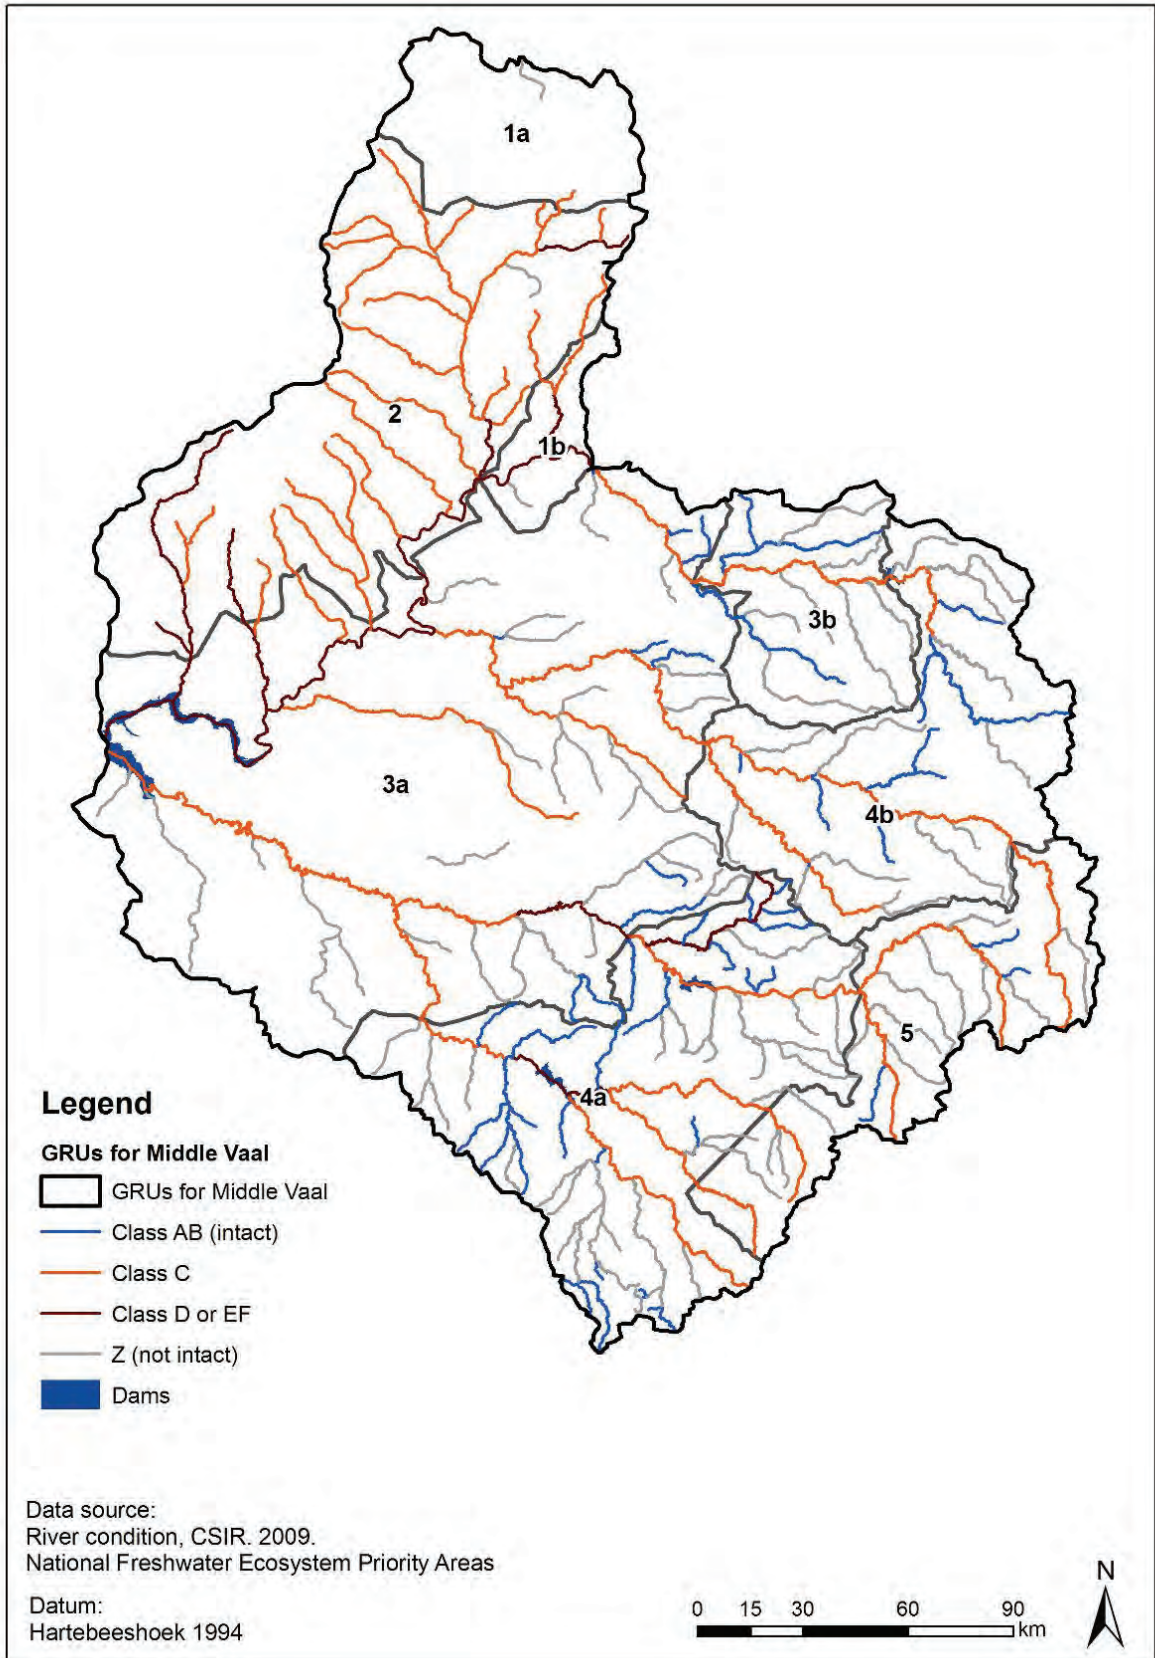 1a
2
1b
3b
3a
4b
5
4a
Legend
GRUs for Middle Vaal
GRUs for Middle Vaal
Class AB (intact)
Class C
Class D or EF
Z (not intact)
Dams
Data source:
River condition, CSIR. 2009.
National Freshwater Ecosystem Priority Areas
Datum:
Hartebeeshoek 1994
0 15 30 60 90
km
N